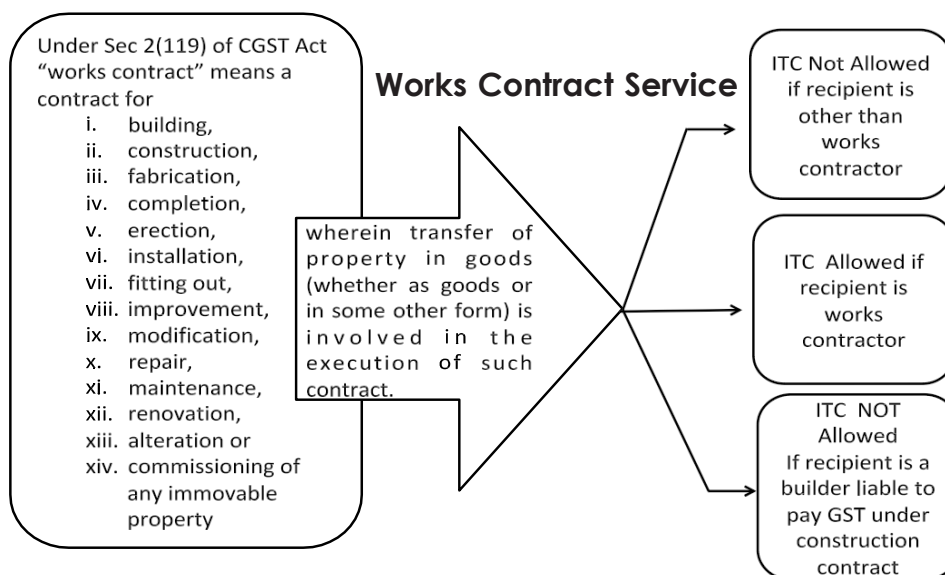 Under Sec 2(119) of CGST Act
“works contract” means a
contract for
i. building,
ii. construction,
iii. fabrication,
iv. completion,
v. erection,
vi. installation,
vii. fitting out,
viii. improvement,
ix. modification,
x. repair,
xi. maintenance,
xii. renovation,
xiii. alteration or
xiv. commissioning of
any immovable
property
Works Contract Service
wherein transfer of
property in goods
(whether as goods or
in some other form) is
involved in the
execution of such
contract.
ITC Not Allowed
if recipient is
other than
works
contractor
ITC Allowed if
recipient is
works
contractor
ITC NOT
Allowed
If recipient is a
builder liable to
pay GST under
construction
contract